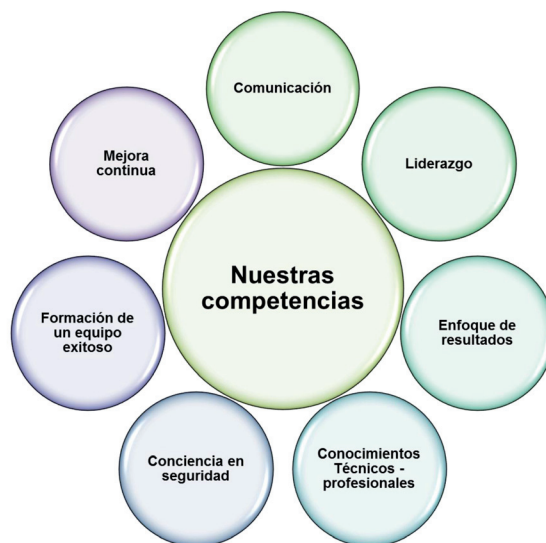 Comunicación
Liderazgo
Enfoque de
resultados
Conocimientos
Técnicos -
profesionales
Conciencia en
seguridad
Formación de
un equipo
exitoso
Mejora
continua
Nuestras
competencias